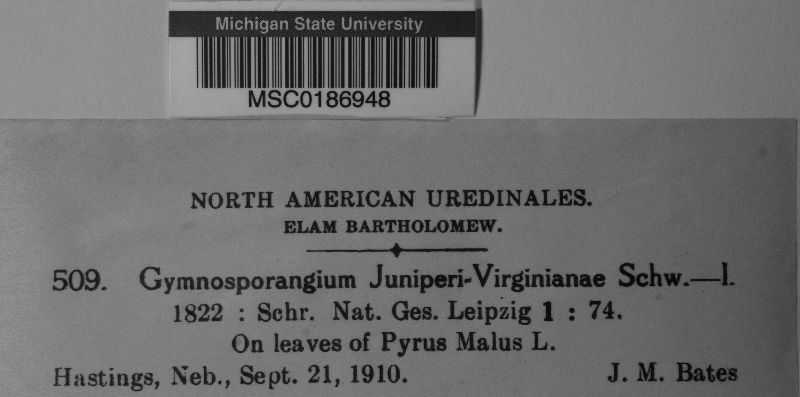 Michigan State University
MSC0186948
NORTH AMERICAN UREDINALES.
ELAM BARTHOLOMEW.
509. Gymnosporangium Juniperi-Virginianae Schw.—I.
1822 : Schr. Nat. Ges. Leipzig 1 : 74.
On leaves of Pyrus Malus L.
Hastings, Neb., Sept. 21, 1910. J. M. Bates